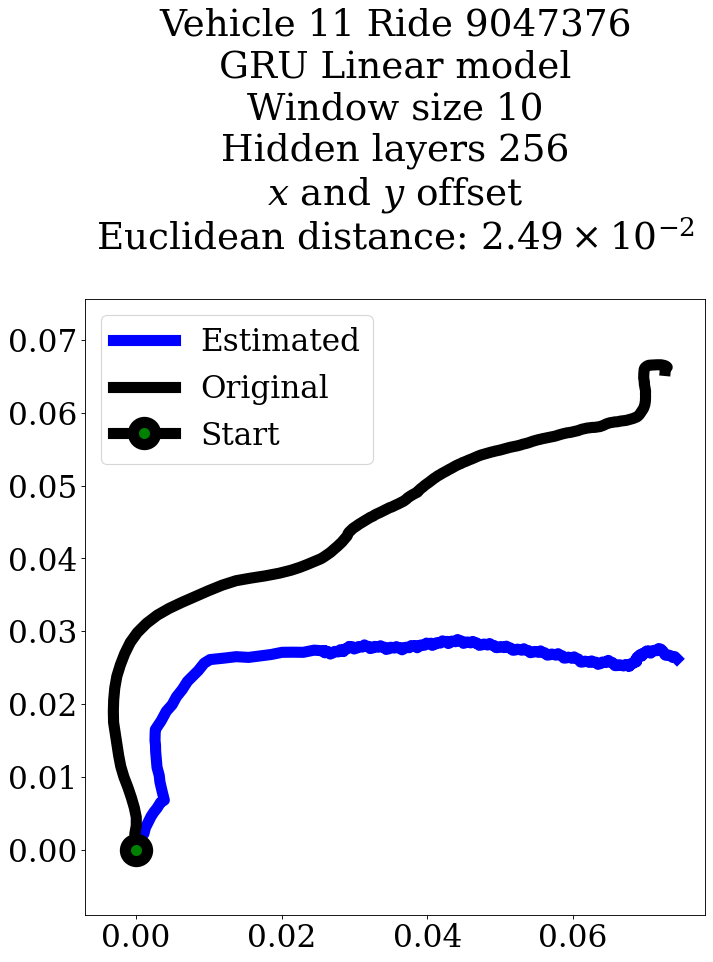 Vehicle 11 Ride 9047376
GRU Linear model
Window size 10
Hidden layers 256
x and y offset
Euclidean distance: 2.49 × 10⁻²
Estimated
Original
Start
0.07
0.06
0.05
0.04
0.03
0.02
0.01
0.00
0.00 0.02 0.04 0.06